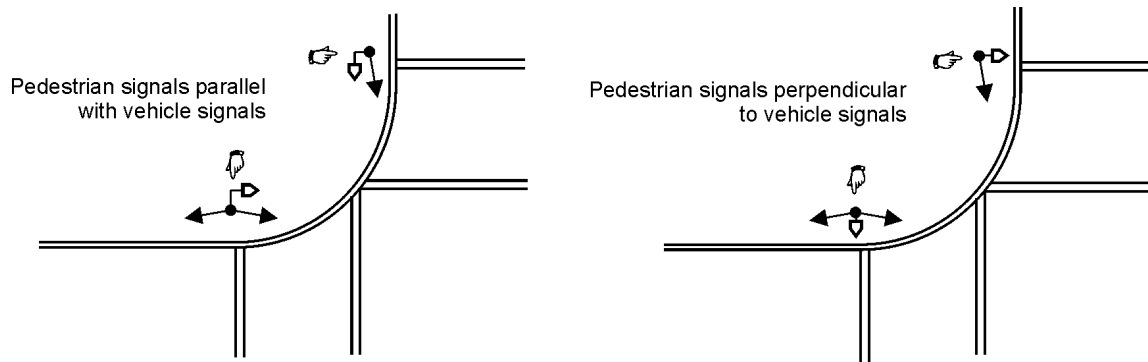 Pedestrian signals parallel
with vehicle signals
Pedestrian signals perpendicular
to vehicle signals